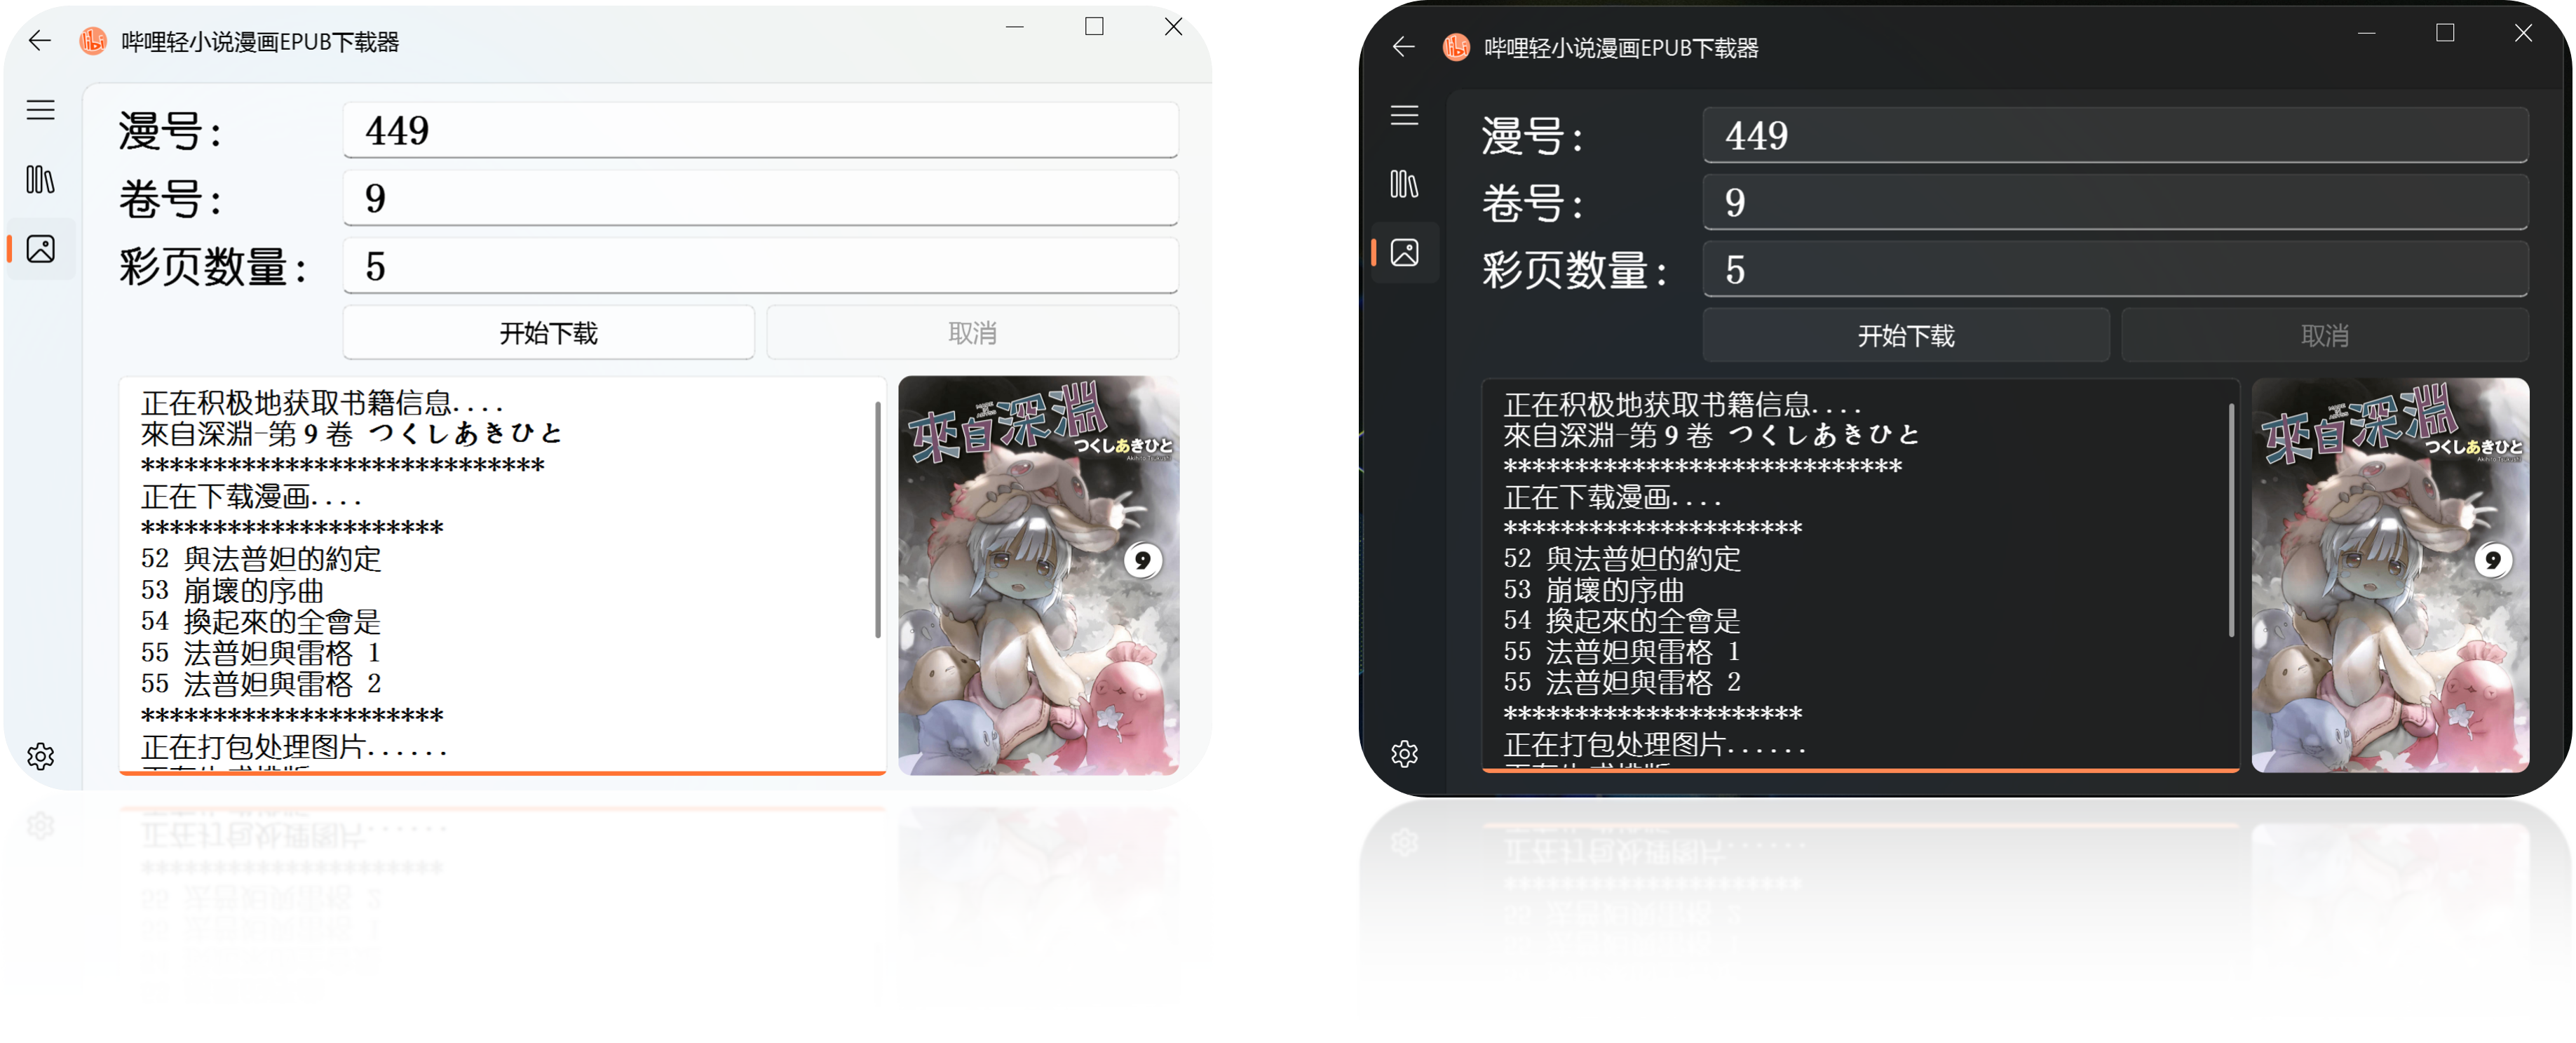 哔哩轻小说漫画EPUB下载器
漫号：
449
卷号：
9
彩页数量：
5
开始下载
取消
正在积极地获取书籍信息....
來自深淵-第9卷 つくしあきひと
****************************
正在下载漫画....
*********************
52 與法普妲的約定
53 崩壞的序曲
54 換起來的全會是
55 法普妲與雷格 1
55 法普妲與雷格 2
*********************
正在打包处理图片......
來自深淵
つくしあきひと
9
哔哩轻小说漫画EPUB下载器
漫号：
449
卷号：
9
彩页数量：
5
开始下载
取消
正在积极地获取书籍信息....
來自深淵-第9卷 つくしあきひと
****************************
正在下载漫画....
*********************
52 與法普妲的約定
53 崩壞的序曲
54 換起來的全會是
55 法普妲與雷格 1
55 法普妲與雷格 2
*********************
正在打包处理图片......
來自深淵
つくしあきひと
9